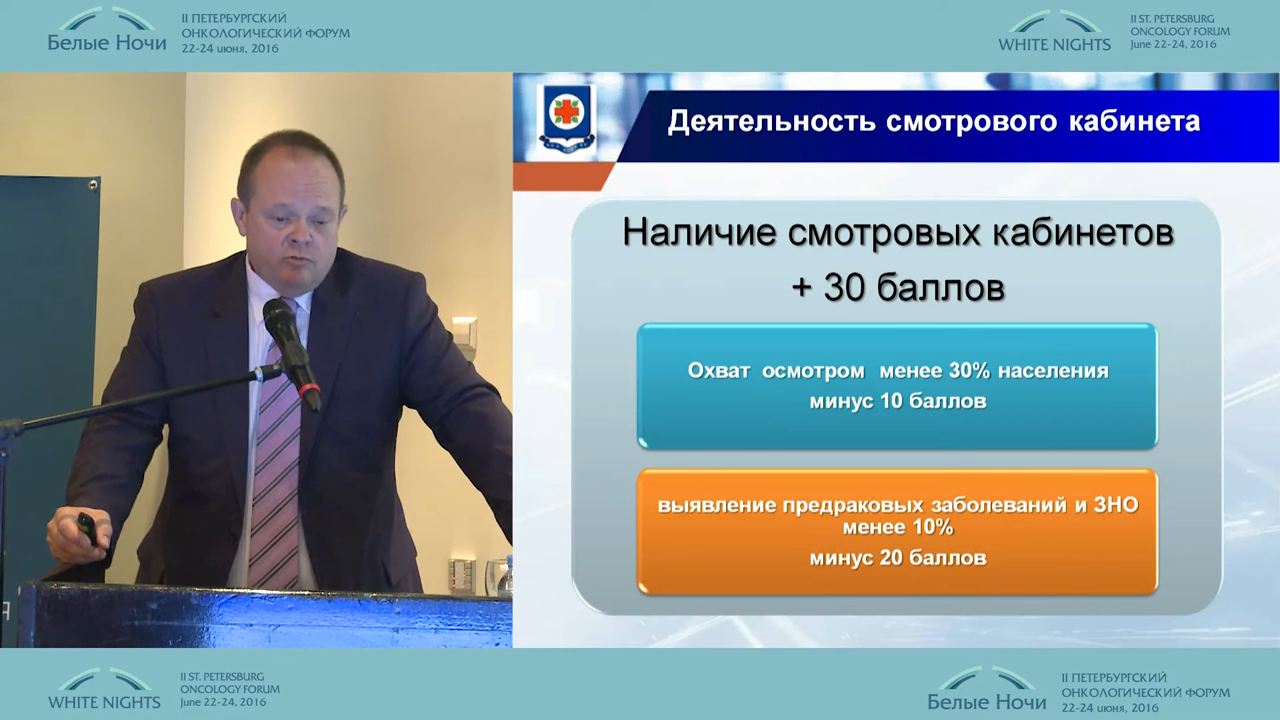 Белые Ночи
II ПЕТЕРБУРГСКИЙ
ОНКОЛОГИЧЕСКИЙ ФОРУМ
22-24 июня, 2016
WHITE NIGHTS
II ST. PETERSBURG
ONCOLOGY FORUM
June 22-24, 2016
Деятельность смотрового кабинета
Наличие смотровых кабинетов
+ 30 баллов
Охват осмотром менее 30% населения
минус 10 баллов
выявление предраковых заболеваний и ЗНО
менее 10%
минус 20 баллов
WHITE NIGHTS
II ST. PETERSBURG
ONCOLOGY FORUM
June 22-24, 2016
Белые Ночи
II ПЕТЕРБУРГСКИЙ
ОНКОЛОГИЧЕСКИЙ ФОРУМ
22-24 июня, 2016